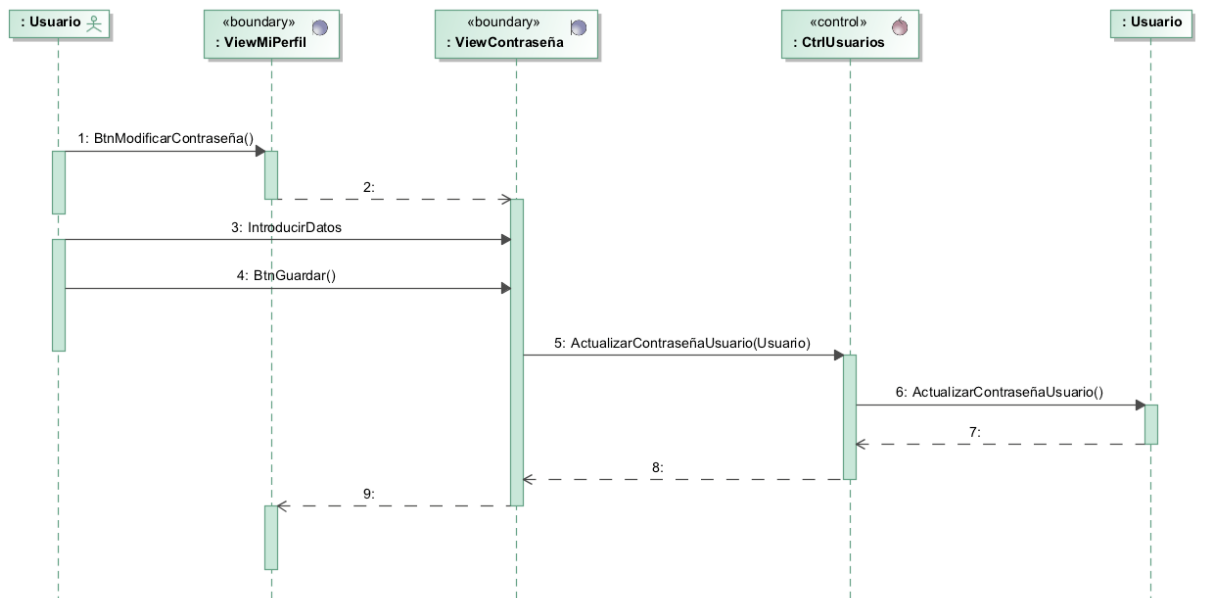 : Usuario
«boundary»
: ViewMiPerfil
«boundary»
: ViewContraseña
«control»
: CtrlUsuarios
: Usuario
1: BtnModificarContraseña()
2:
3: IntroducirDatos
4: BtnGuardar()
5: ActualizarContraseñaUsuario(Usuario)
6: ActualizarContraseñaUsuario()
7:
8:
9: